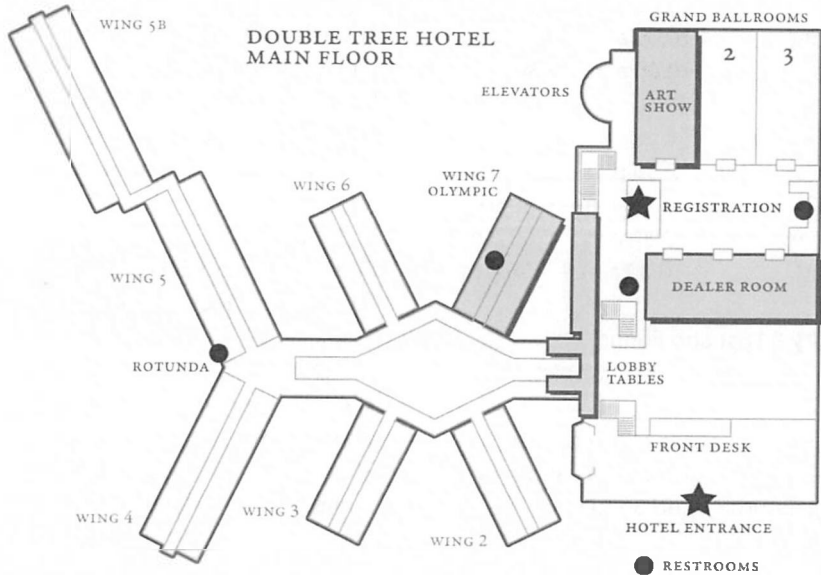 WING 5B
DOUBLE TREE HOTEL
MAIN FLOOR
GRAND BALLROOMS
2
3
ELEVATORS
ART
SHOW
WING 6
WING 7
OLYMPIC
REGISTRATION
WING 5
DEALER ROOM
ROTUNDA
LOBBY
TABLES
FRONT DESK
WING 4
WING 3
WING 2
HOTEL ENTRANCE
RESTROOMS